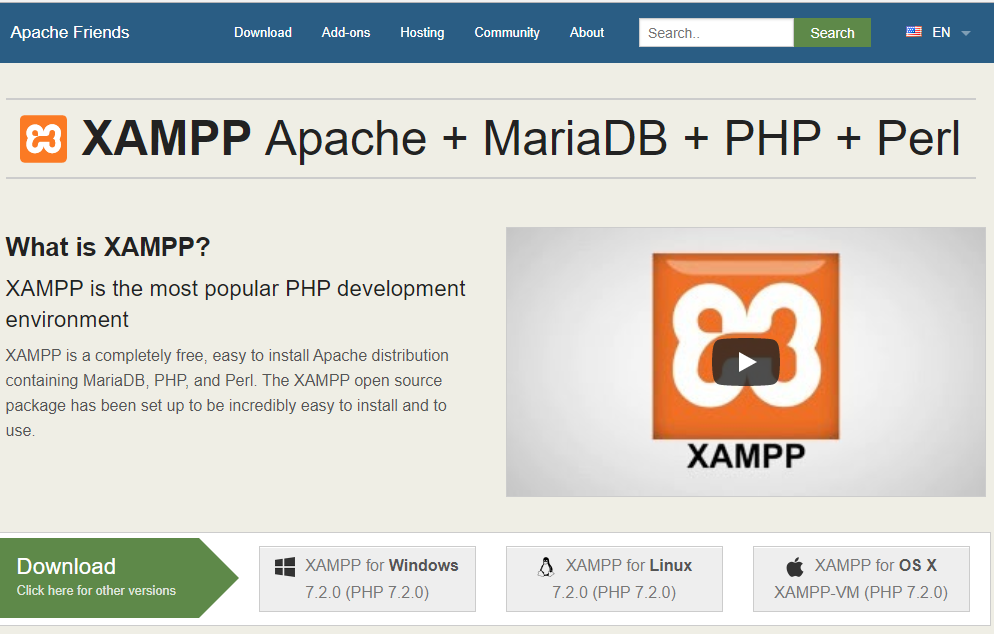 Apache Friends
Download
Add-ons
Hosting
Community
About
Search..
Search
EN
XAMPP Apache + MariaDB + PHP + Perl
What is XAMPP?
XAMPP is the most popular PHP development
environment
XAMPP is a completely free, easy to install Apache distribution
containing MariaDB, PHP, and Perl. The XAMPP open source
package has been set up to be incredibly easy to install and to
use.
XAMPP
Download
Click here for other versions
XAMPP for Windows
7.2.0 (PHP 7.2.0)
XAMPP for Linux
7.2.0 (PHP 7.2.0)
XAMPP for OS X
XAMPP-VM (PHP 7.2.0)